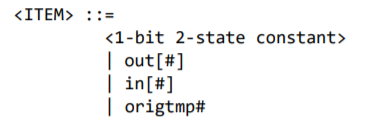 <ITEM> ::=
<1-bit 2-state constant>
| out[#]
| in[#]
| origtmp#